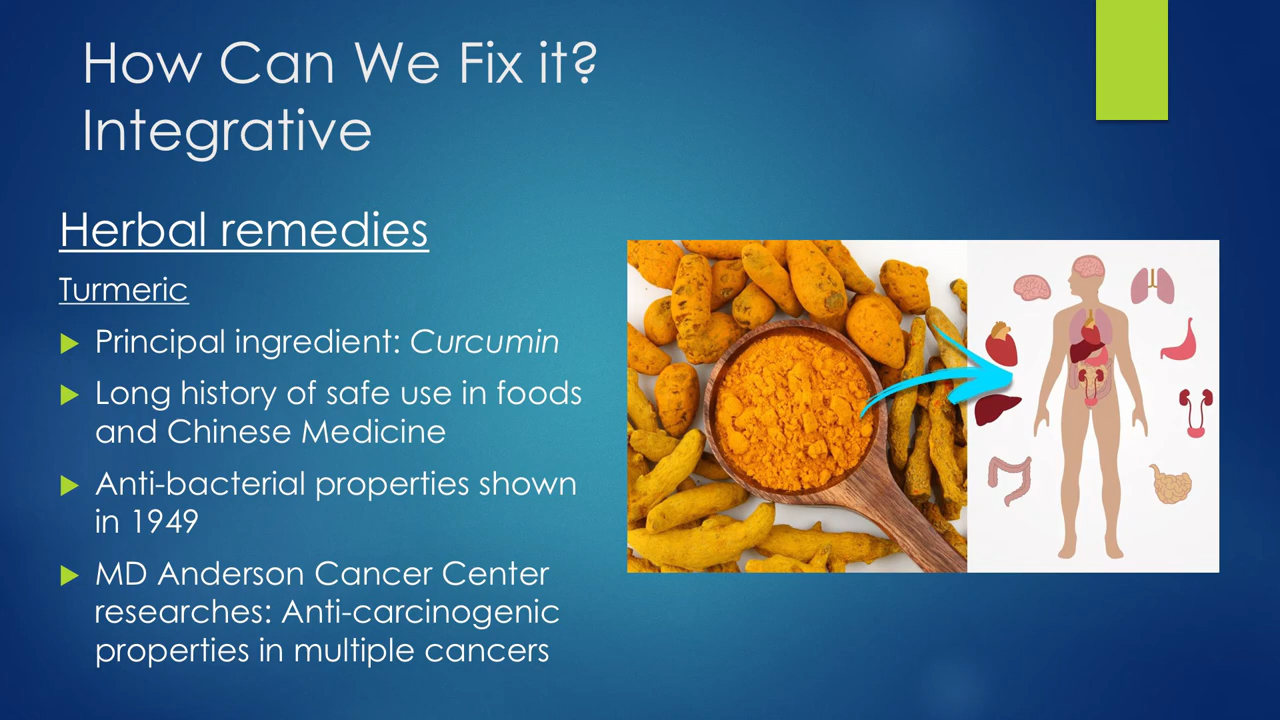 How Can We Fix it?
Integrative
Herbal remedies
Turmeric
Principal ingredient: Curcumin
Long history of safe use in foods
and Chinese Medicine
Anti-bacterial properties shown
in 1949
MD Anderson Cancer Center
researches: Anti-carcinogenic
properties in multiple cancers